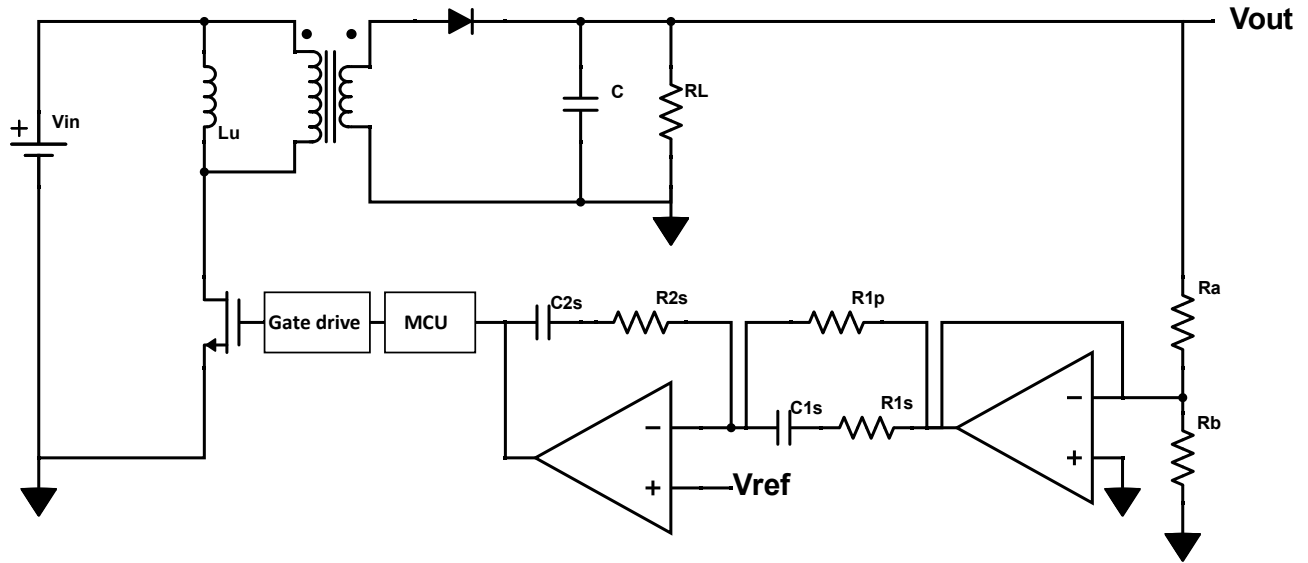 Vout
Vin
+
Lu
C
RL
Ra
Rb
Gate drive
MCU
C2s
R2s
R1p
C1s
R1s
−
+
Vref
−
+